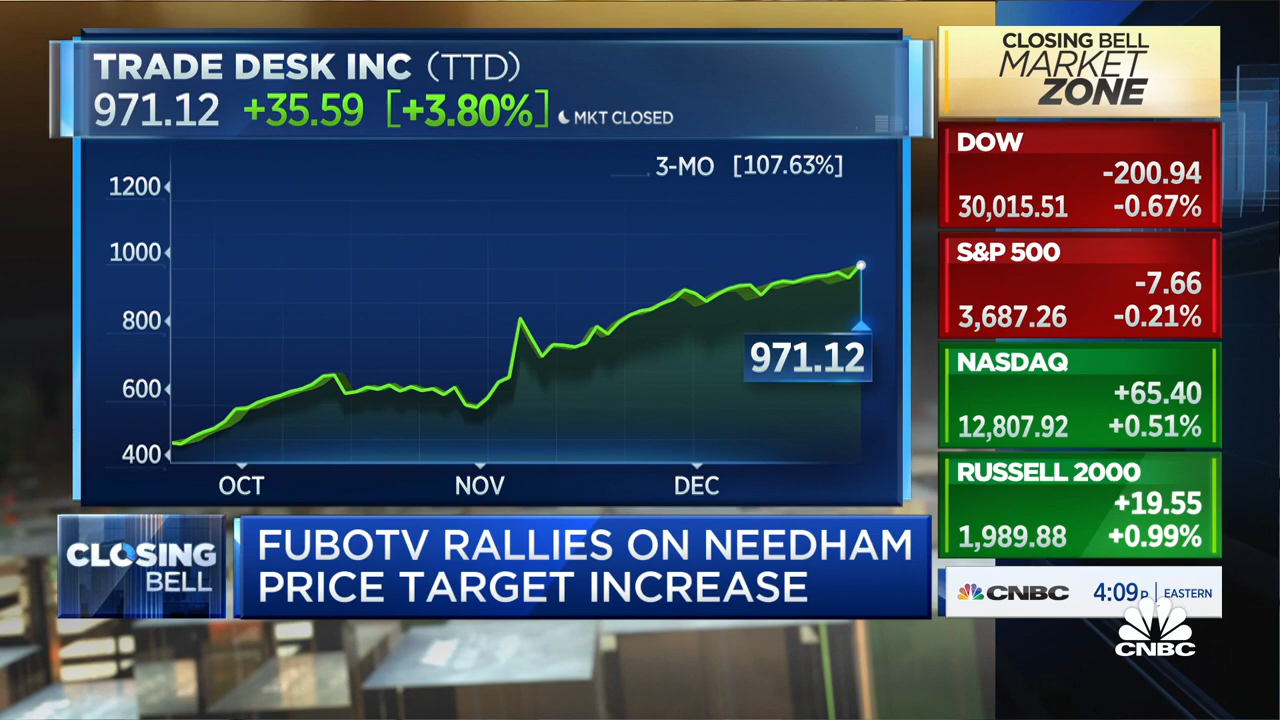 TRADE DESK INC (TTD)
971.12 +35.59 [+3.80%] MKT CLOSED
3-MO [107.63%]
1200
1000
800
600
400
OCT NOV DEC
971.12
CLOSING BELL
MARKET
ZONE
DOW
-200.94
30,015.51 -0.67%
S&P 500
-7.66
3,687.26 -0.21%
NASDAQ
+65.40
12,807.92 +0.51%
RUSSELL 2000
+19.55
1,989.88 +0.99%
CLOSING
BELL
FUBOTV RALLIES ON NEEDHAM
PRICE TARGET INCREASE
CNBC 4:09P EASTERN
CNBC